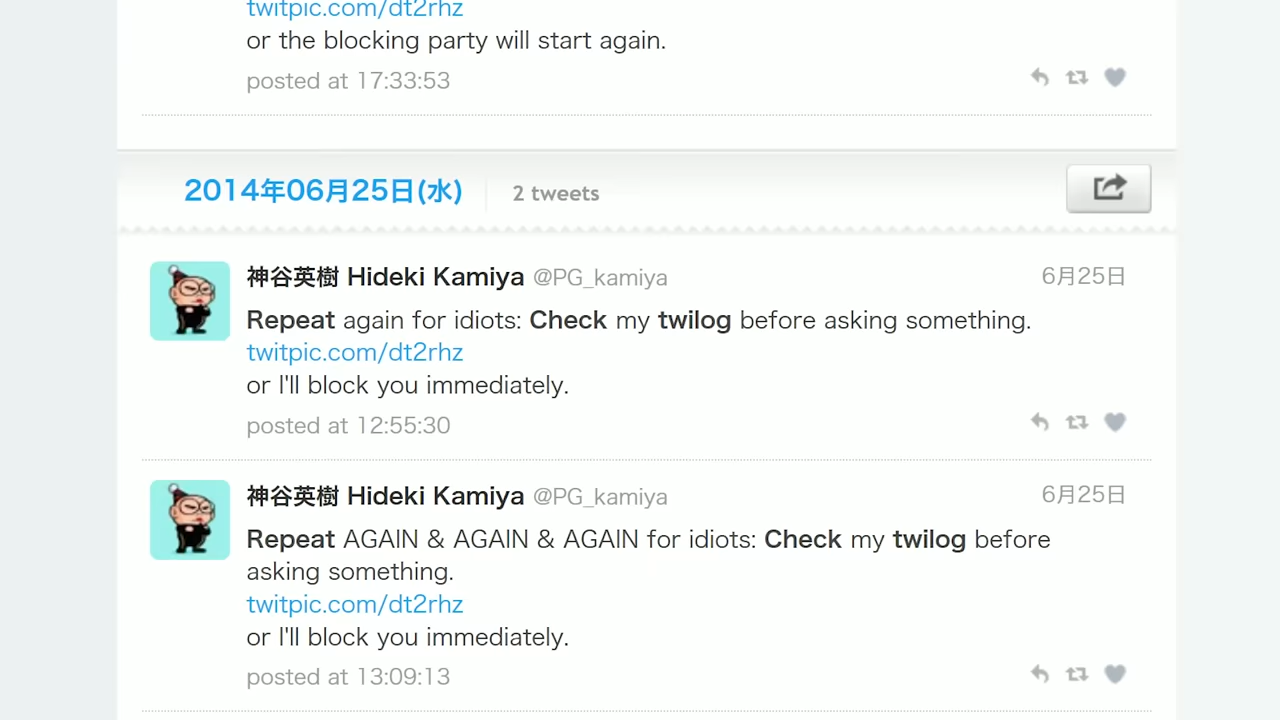 twitpic.com/dt2rhz
or the blocking party will start again.
posted at 17:33:53
2014年06月25日(水) 2 tweets
神谷英樹 Hideki Kamiya @PG_kamiya 6月25日
Repeat again for idiots: Check my twilog before asking something.
twitpic.com/dt2rhz
or I'll block you immediately.
posted at 12:55:30
神谷英樹 Hideki Kamiya @PG_kamiya 6月25日
Repeat AGAIN & AGAIN & AGAIN for idiots: Check my twilog before
asking something.
twitpic.com/dt2rhz
or I'll block you immediately.
posted at 13:09:13